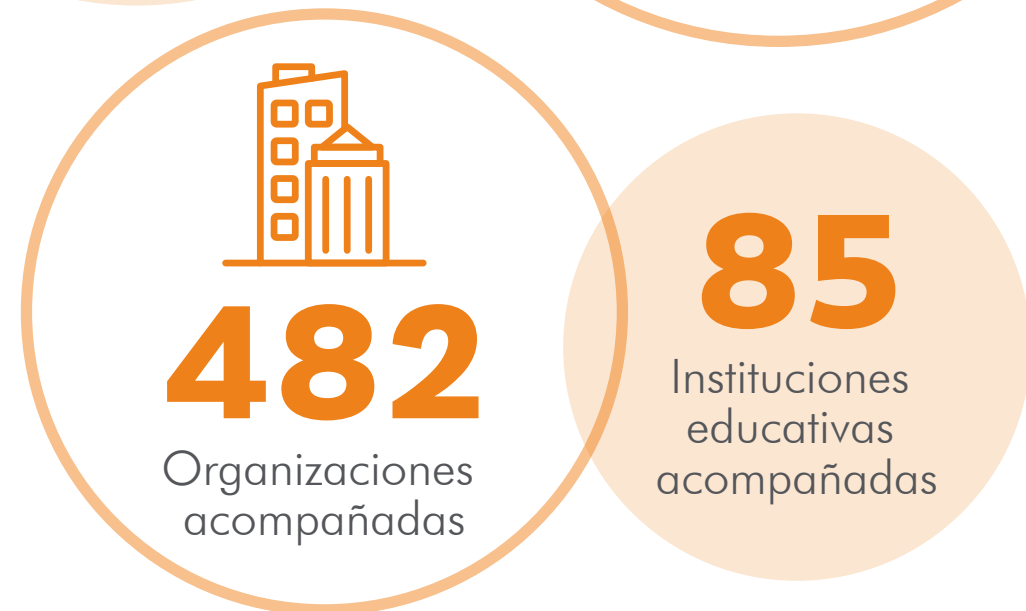 482
Organizaciones
acompañadas
85
Instituciones
educativas
acompañadas